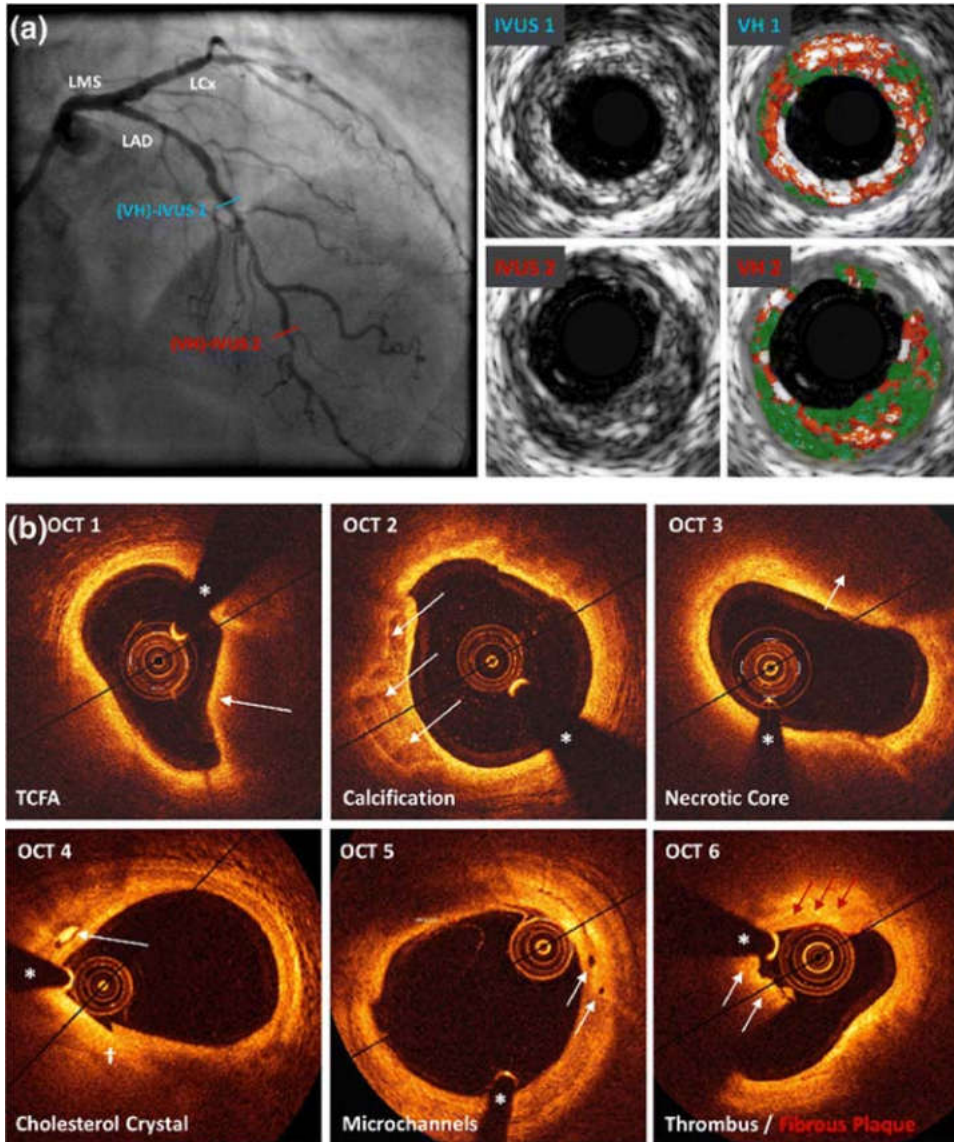 (a)
LMS
LCx
LAD
(VH)-IVUS 1
(VH)-IVUS 2
IVUS 1
VH 1
IVUS 2
VH 2
(b)
OCT 1
*
TCFA
OCT 2
*
Calcification
OCT 3
*
Necrotic Core
OCT 4
*
†
Cholesterol Crystal
OCT 5
*
Microchannels
OCT 6
*
Thrombus / Fibrous Plaque